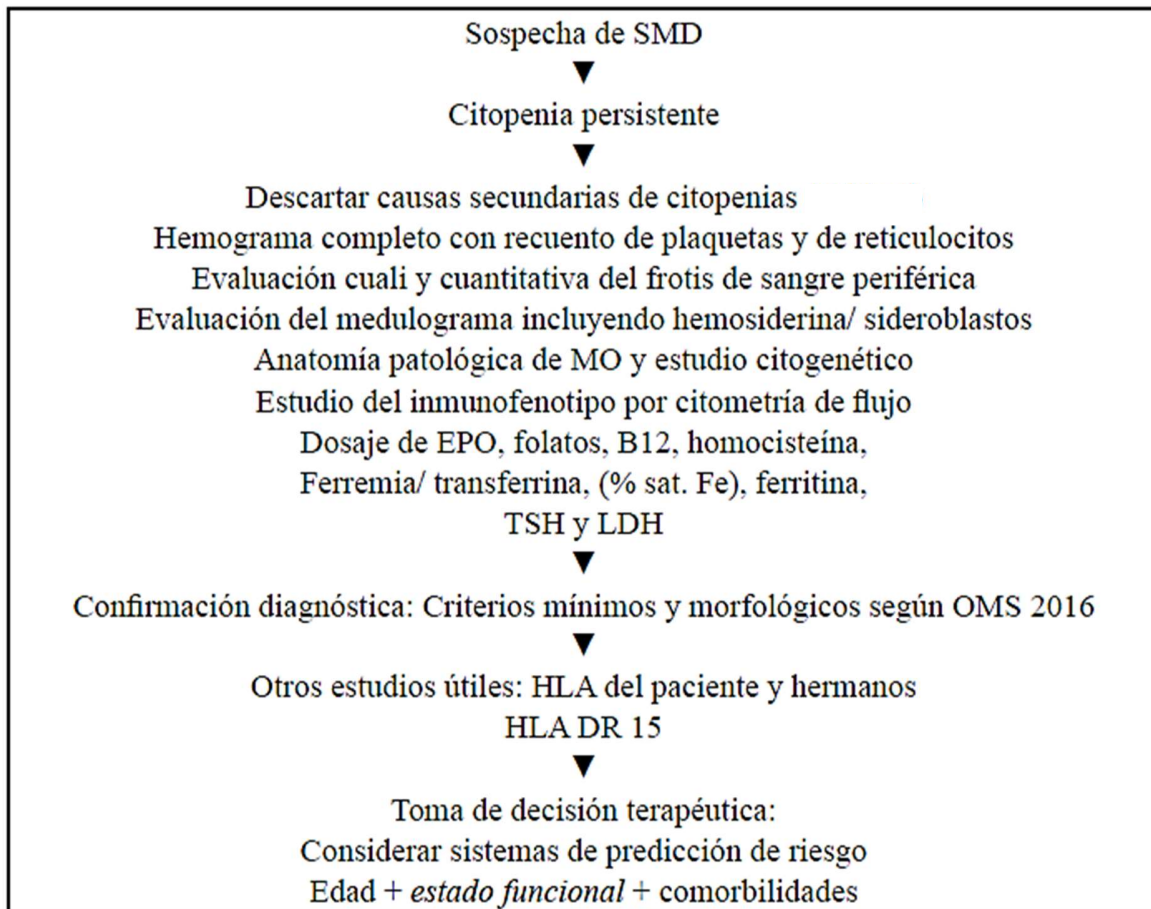 Sospecha de SMD
▼
Citopenia persistente
▼
Descartar causas secundarias de citopenias
Hemograma completo con recuento de plaquetas y de reticulocitos
Evaluación cuali y cuantitativa del frotis de sangre periférica
Evaluación del medulograma incluyendo hemosiderina/ sideroblastos
Anatomía patológica de MO y estudio citogenético
Estudio del inmunofenotipo por citometría de flujo
Dosaje de EPO, folatos, B12, homocisteína,
Ferremia/ transferrina, (% sat. Fe), ferritina,
TSH y LDH
▼
Confirmación diagnóstica: Criterios mínimos y morfológicos según OMS 2016
▼
Otros estudios útiles: HLA del paciente y hermanos
HLA DR 15
▼
Toma de decisión terapéutica:
Considerar sistemas de predicción de riesgo
Edad + estado funcional + comorbilidades